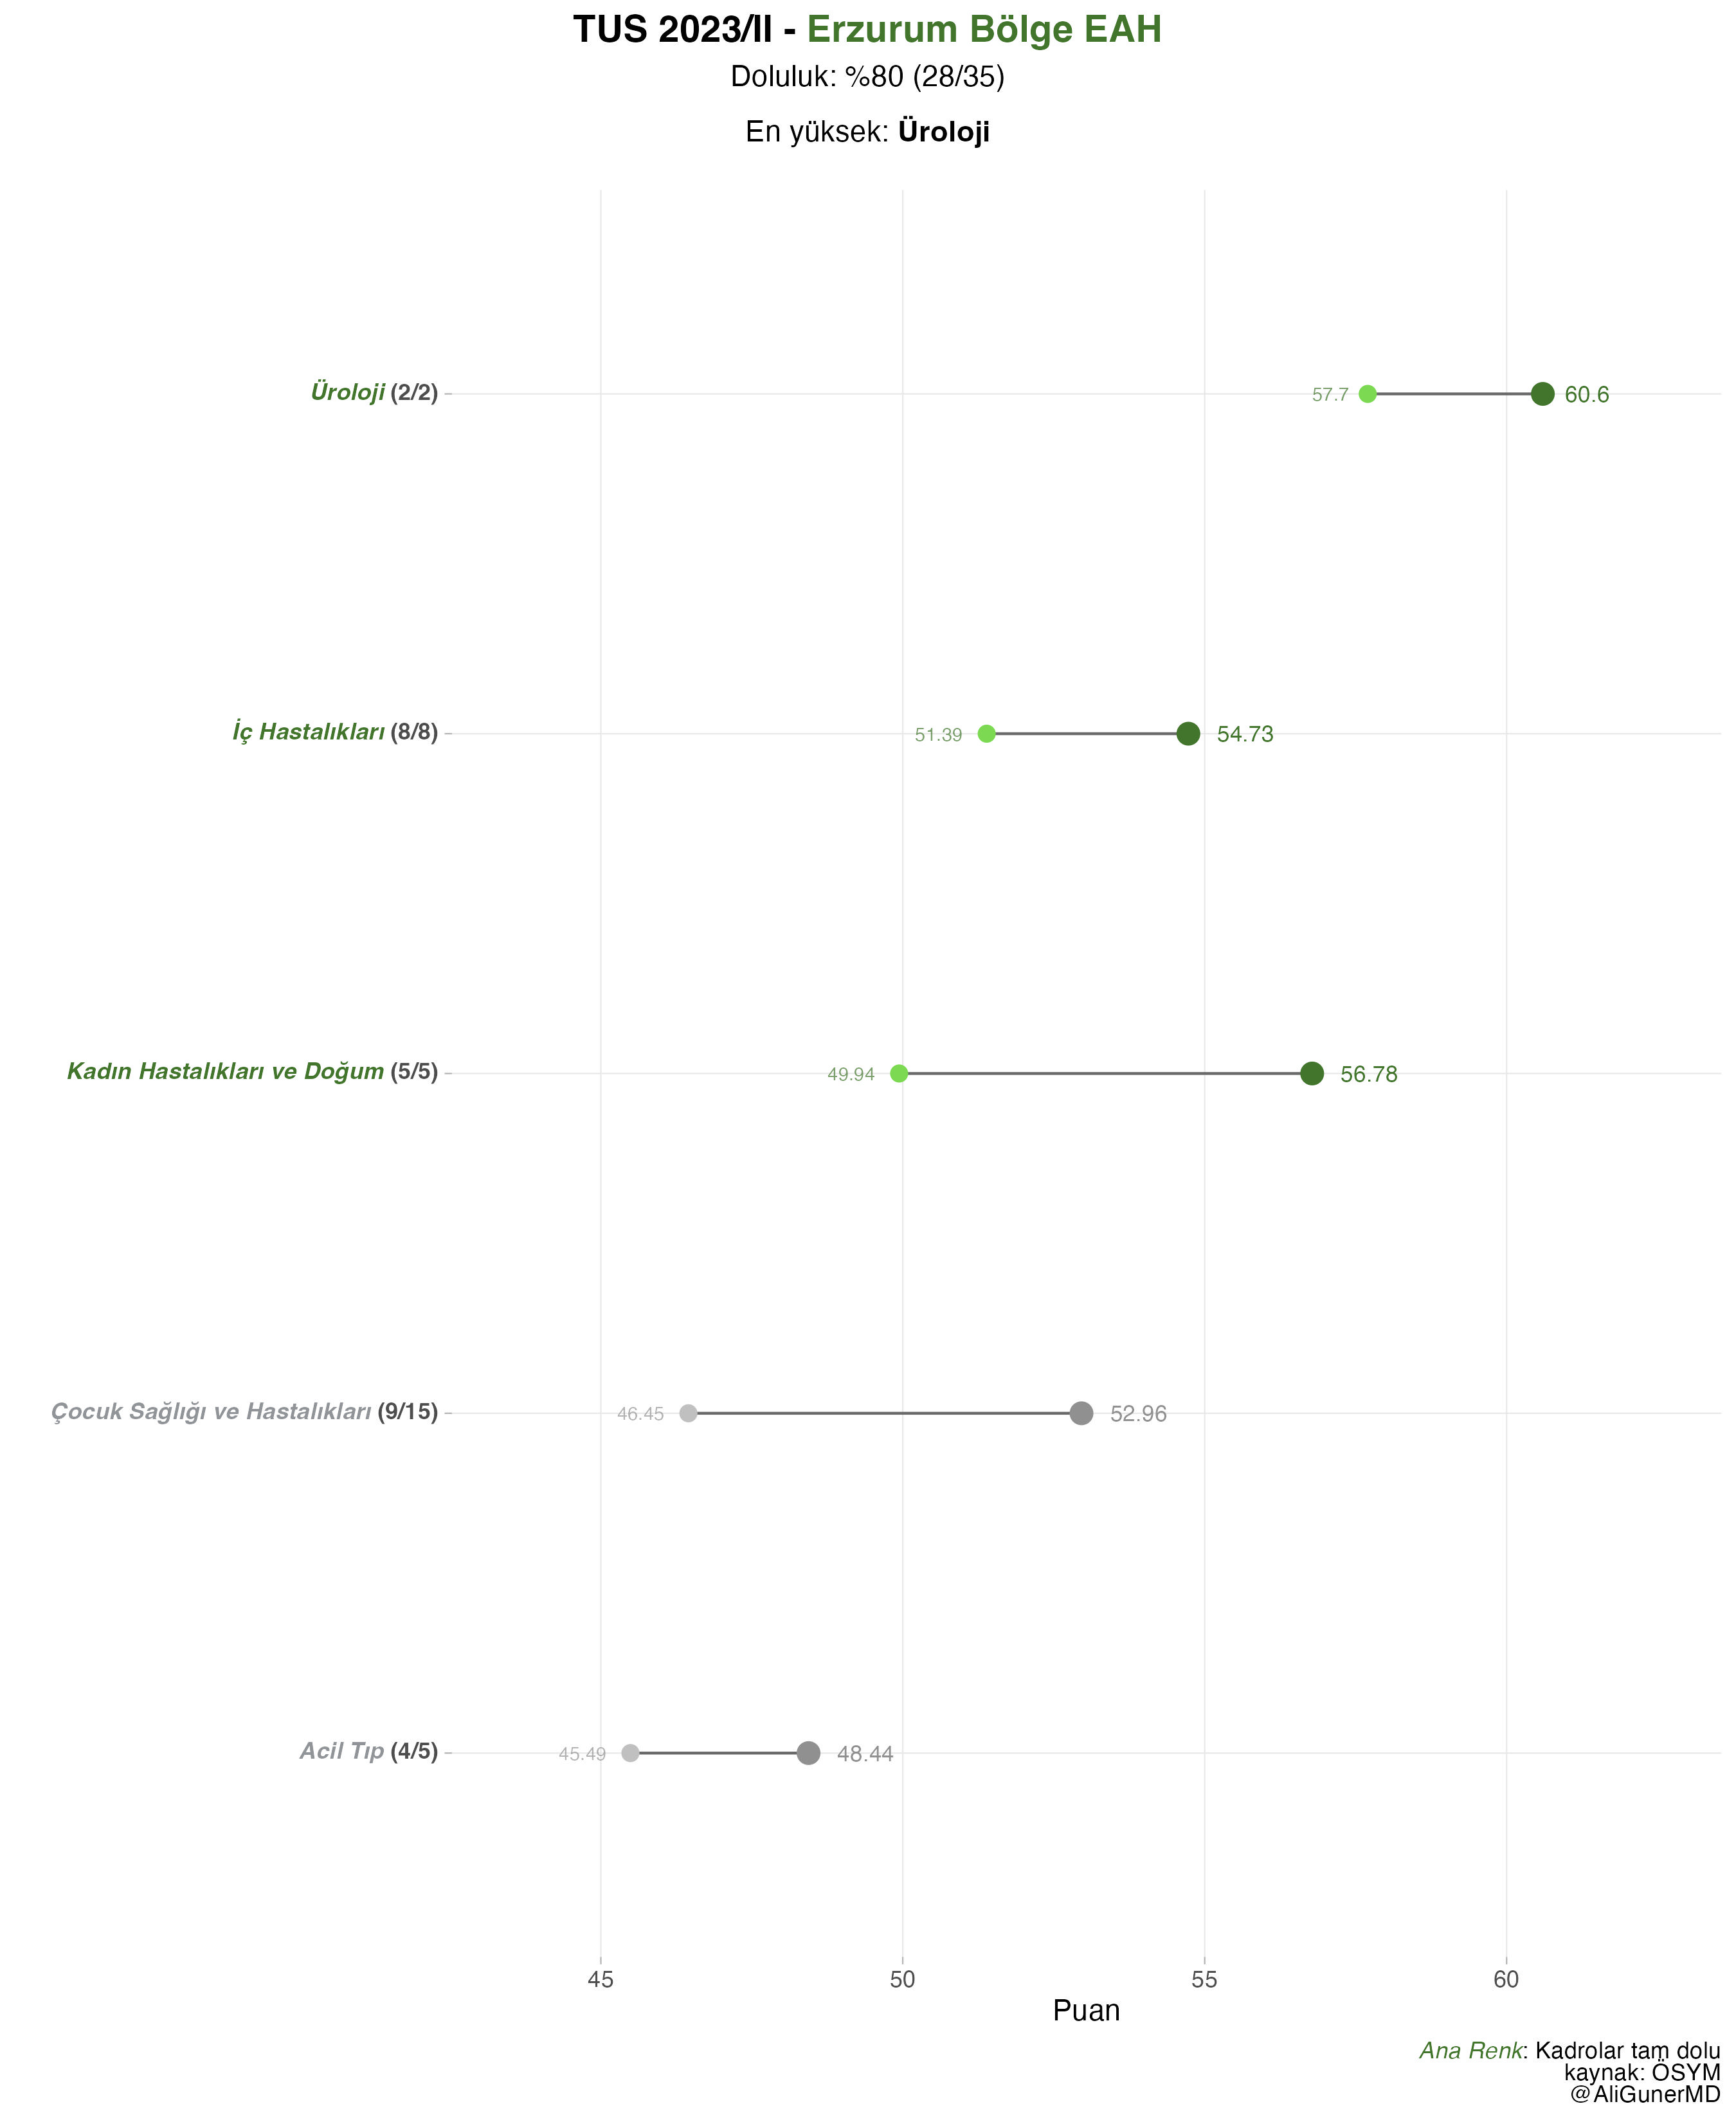 TUS 2023/II - Erzurum Bölge EAH
Doluluk: %80 (28/35)
En yüksek: Üroloji
Üroloji (2/2) 57.7 60.6
İç Hastalıkları (8/8) 51.39 54.73
Kadın Hastalıkları ve Doğum (5/5) 49.94 56.78
Çocuk Sağlığı ve Hastalıkları (9/15) 46.45 52.96
Acil Tıp (4/5) 45.49 48.44
45 50 55 60
Puan
Ana Renk: Kadrolar tam dolu
kaynak: ÖSYM
@AliGunerMD